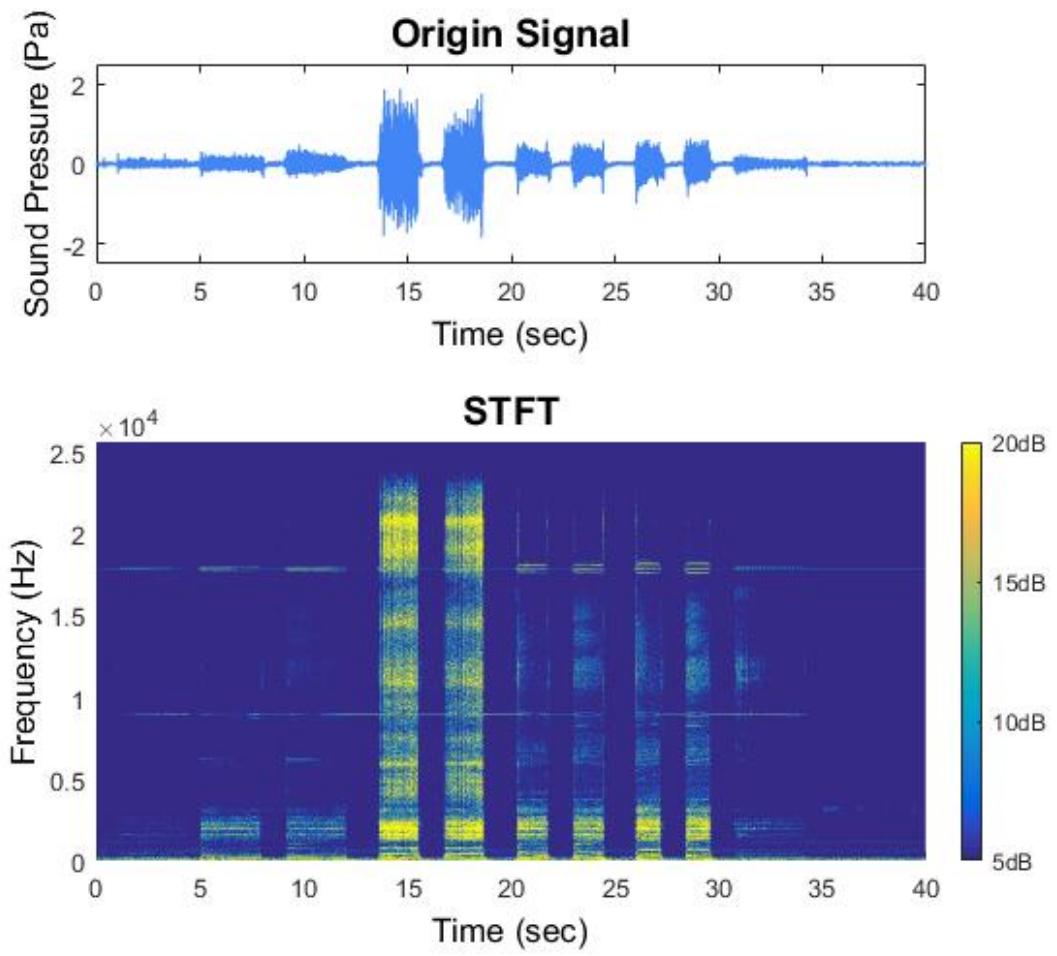 Origin Signal
Sound Pressure (Pa)
2
0
-2
0 5 10 15 20 25 30 35 40
Time (sec)
STFT
×10⁴
Frequency (Hz)
2.5
2
1.5
1
0.5
0
0 5 10 15 20 25 30 35 40
Time (sec)
20dB
15dB
10dB
5dB